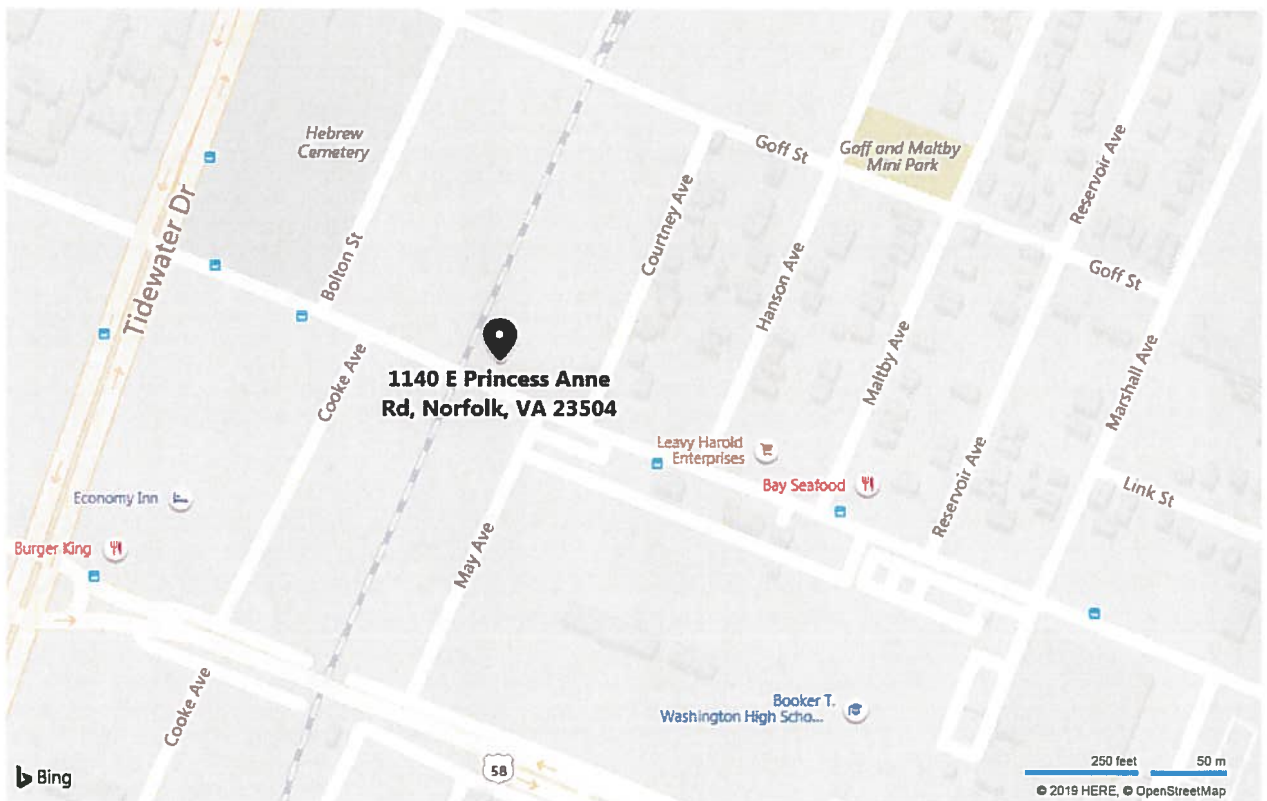 Hebrew
Cemetery
Goff St
Goff and Maltby
Mini Park
Reservoir Ave
Tidewater Dr
Bolton St
Courtney Ave
Hanson Ave
Goff St
Cooke Ave
Maltby Ave
Marshall Ave
1140 E Princess Anne
Rd, Norfolk, VA 23504
Leavy Harold
Enterprises
Bay Seafood
Reservoir Ave
Link St
Economy Inn
Burger King
May Ave
Cooke Ave
Booker T.
Washington High Scho...
58
Bing
250 feet
50 m
© 2019 HERE, © OpenStreetMap